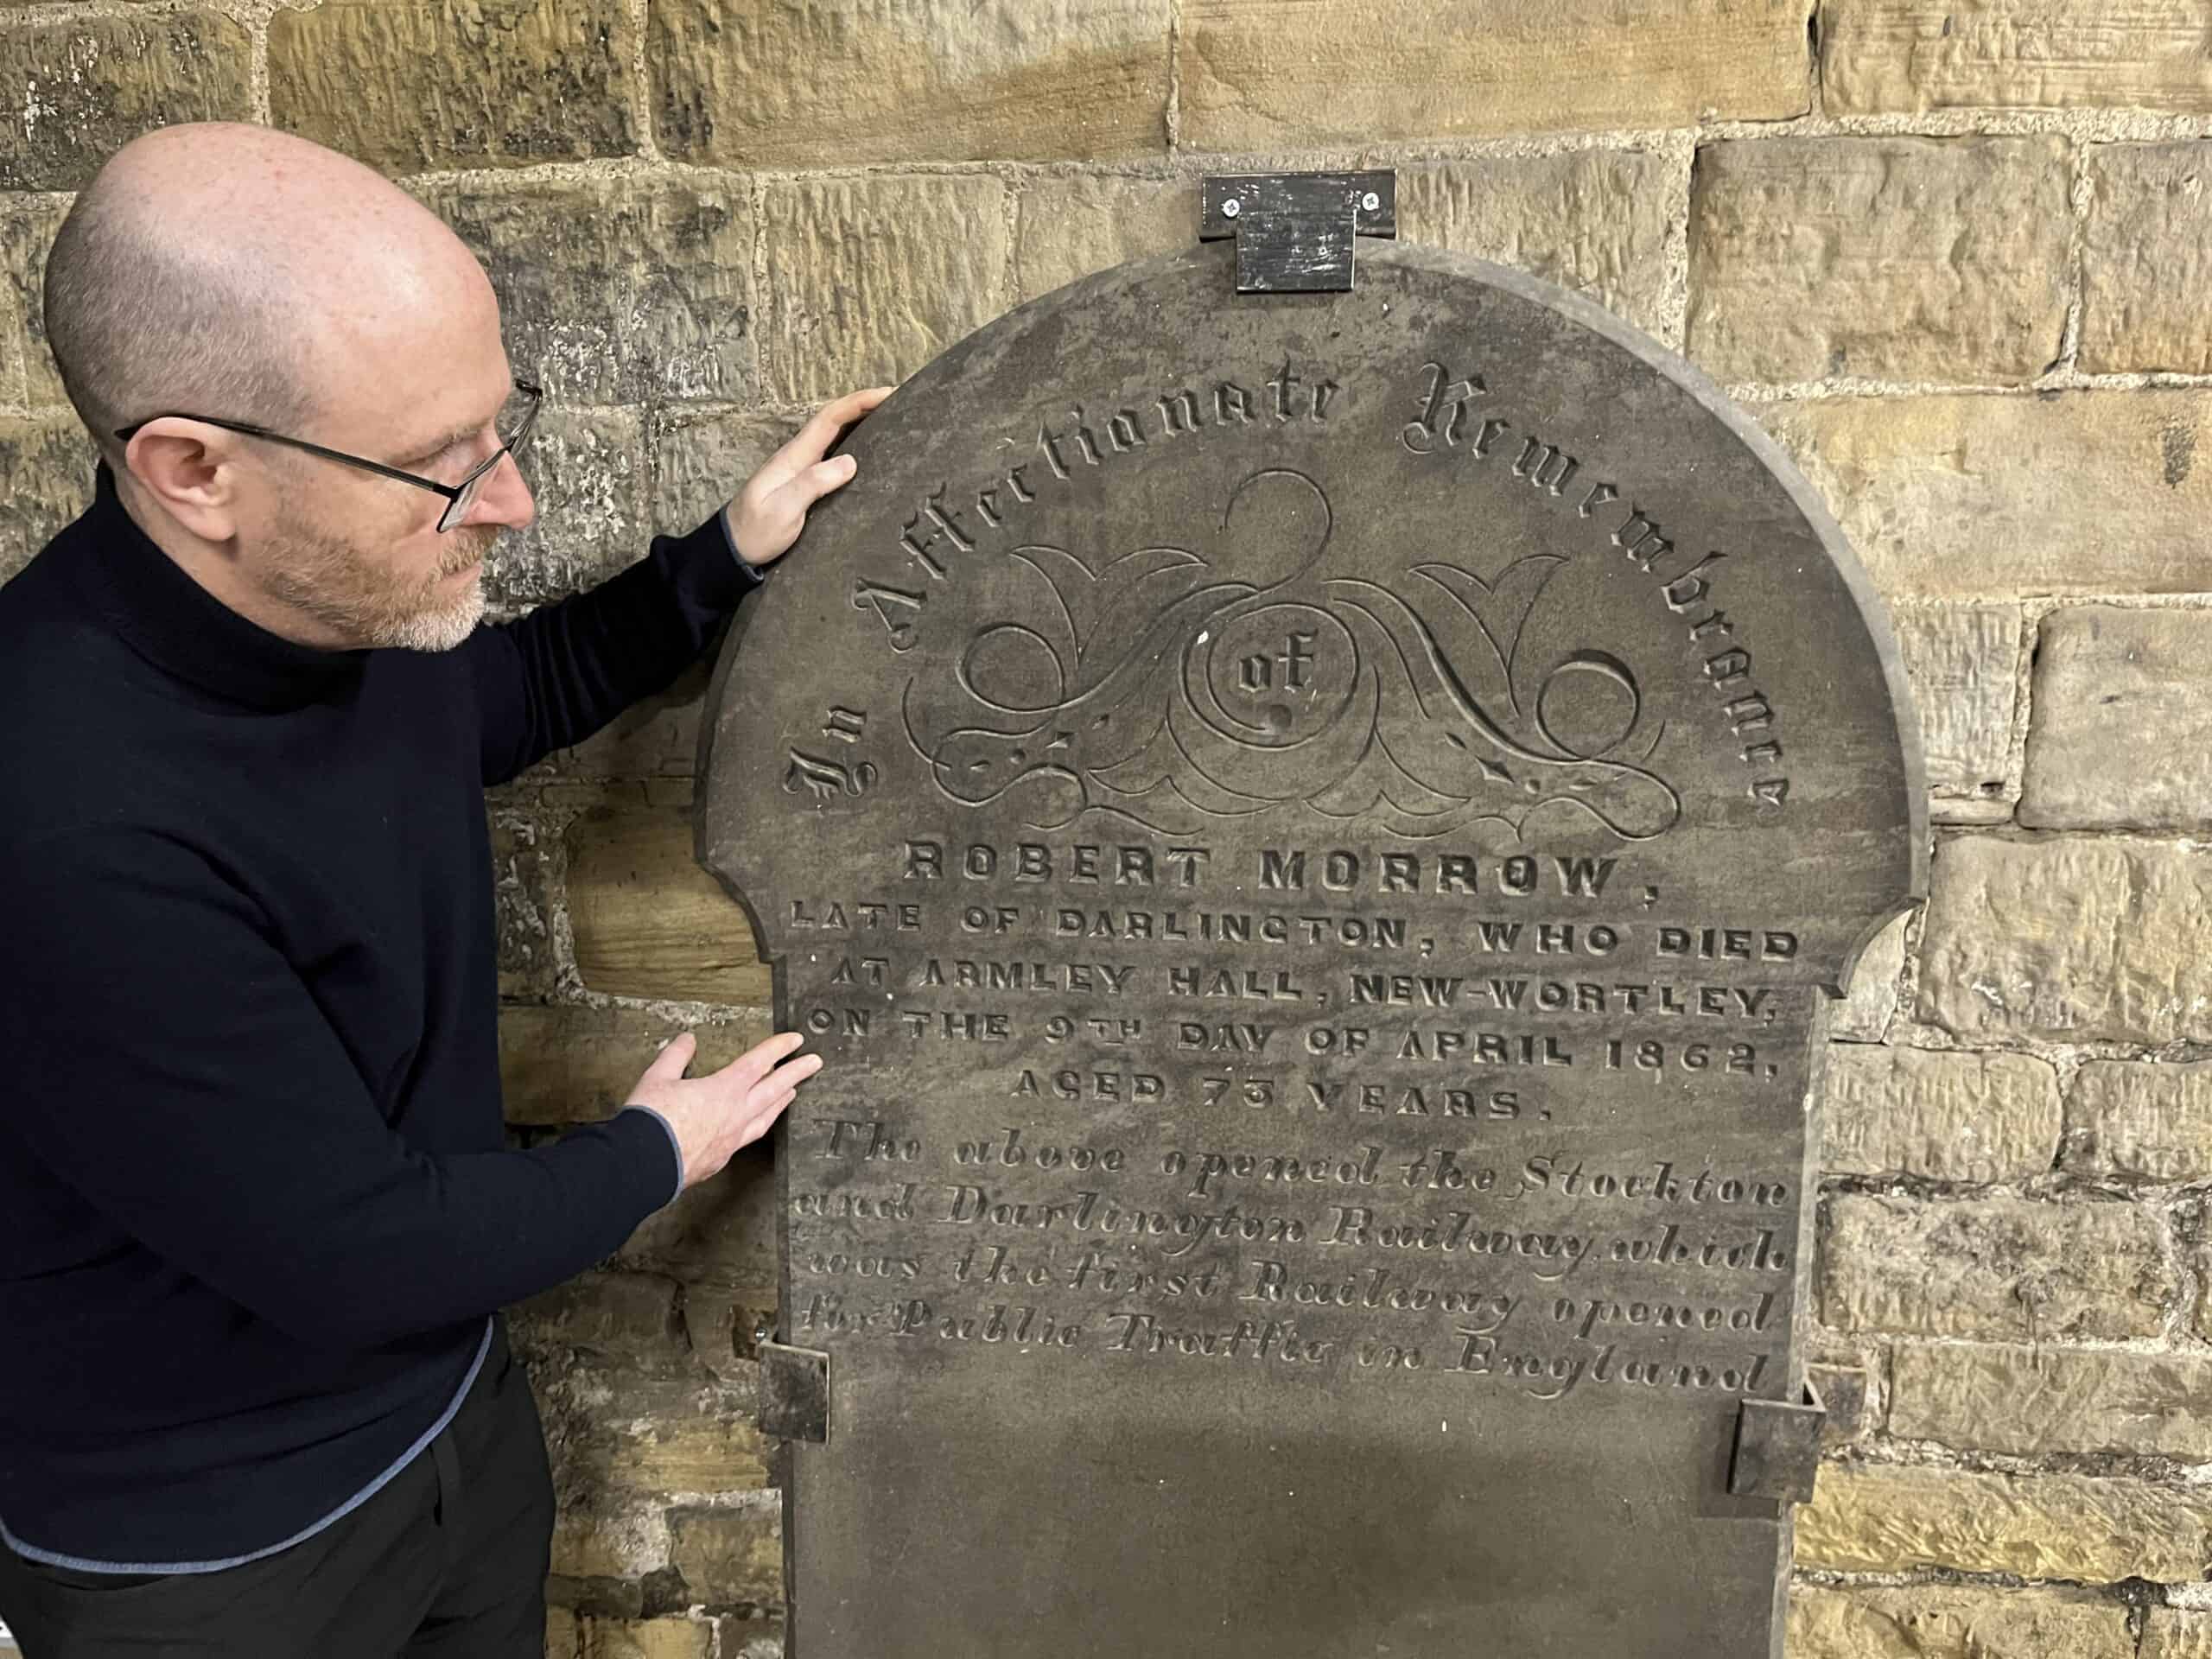 In Affectionate Remembrance
of
ROBERT MORROW,
LATE OF DARLINGTON, WHO DIED
AT ARMLEY HALL, NEW-WORTLEY,
ON THE 9TH DAY OF APRIL 1862,
AGED 73 YEARS.
The above opened the Stockton
and Darlington Railway which
was the first Railway opened
for Public Traffic in England